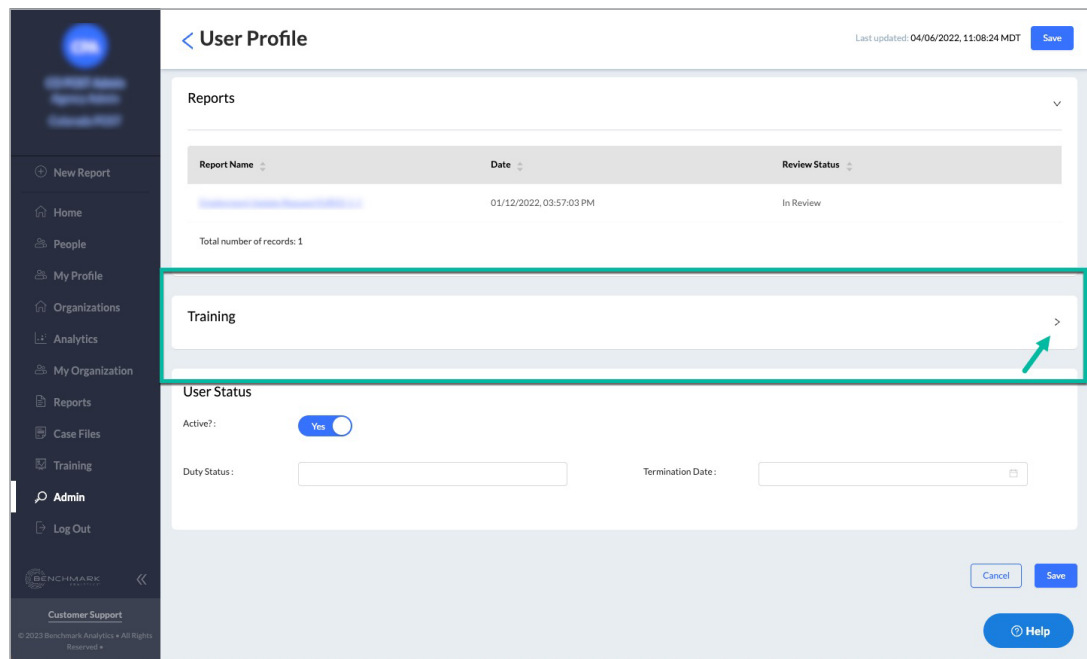 User Profile
Last updated: 04/06/2022, 11:08:24 MDT
Save
New Report
Home
People
My Profile
Organizations
Analytics
My Organization
Reports
Case Files
Training
Admin
Log Out
BENCHMARK
Customer Support
© 2023 Benchmark Analytics • All Rights
Reserved •
Reports
Report Name
Date
Review Status
01/12/2022, 03:57:03 PM
In Review
Total number of records: 1
Training
User Status
Active? :
Yes
Duty Status :
Termination Date :
Cancel
Save
Help